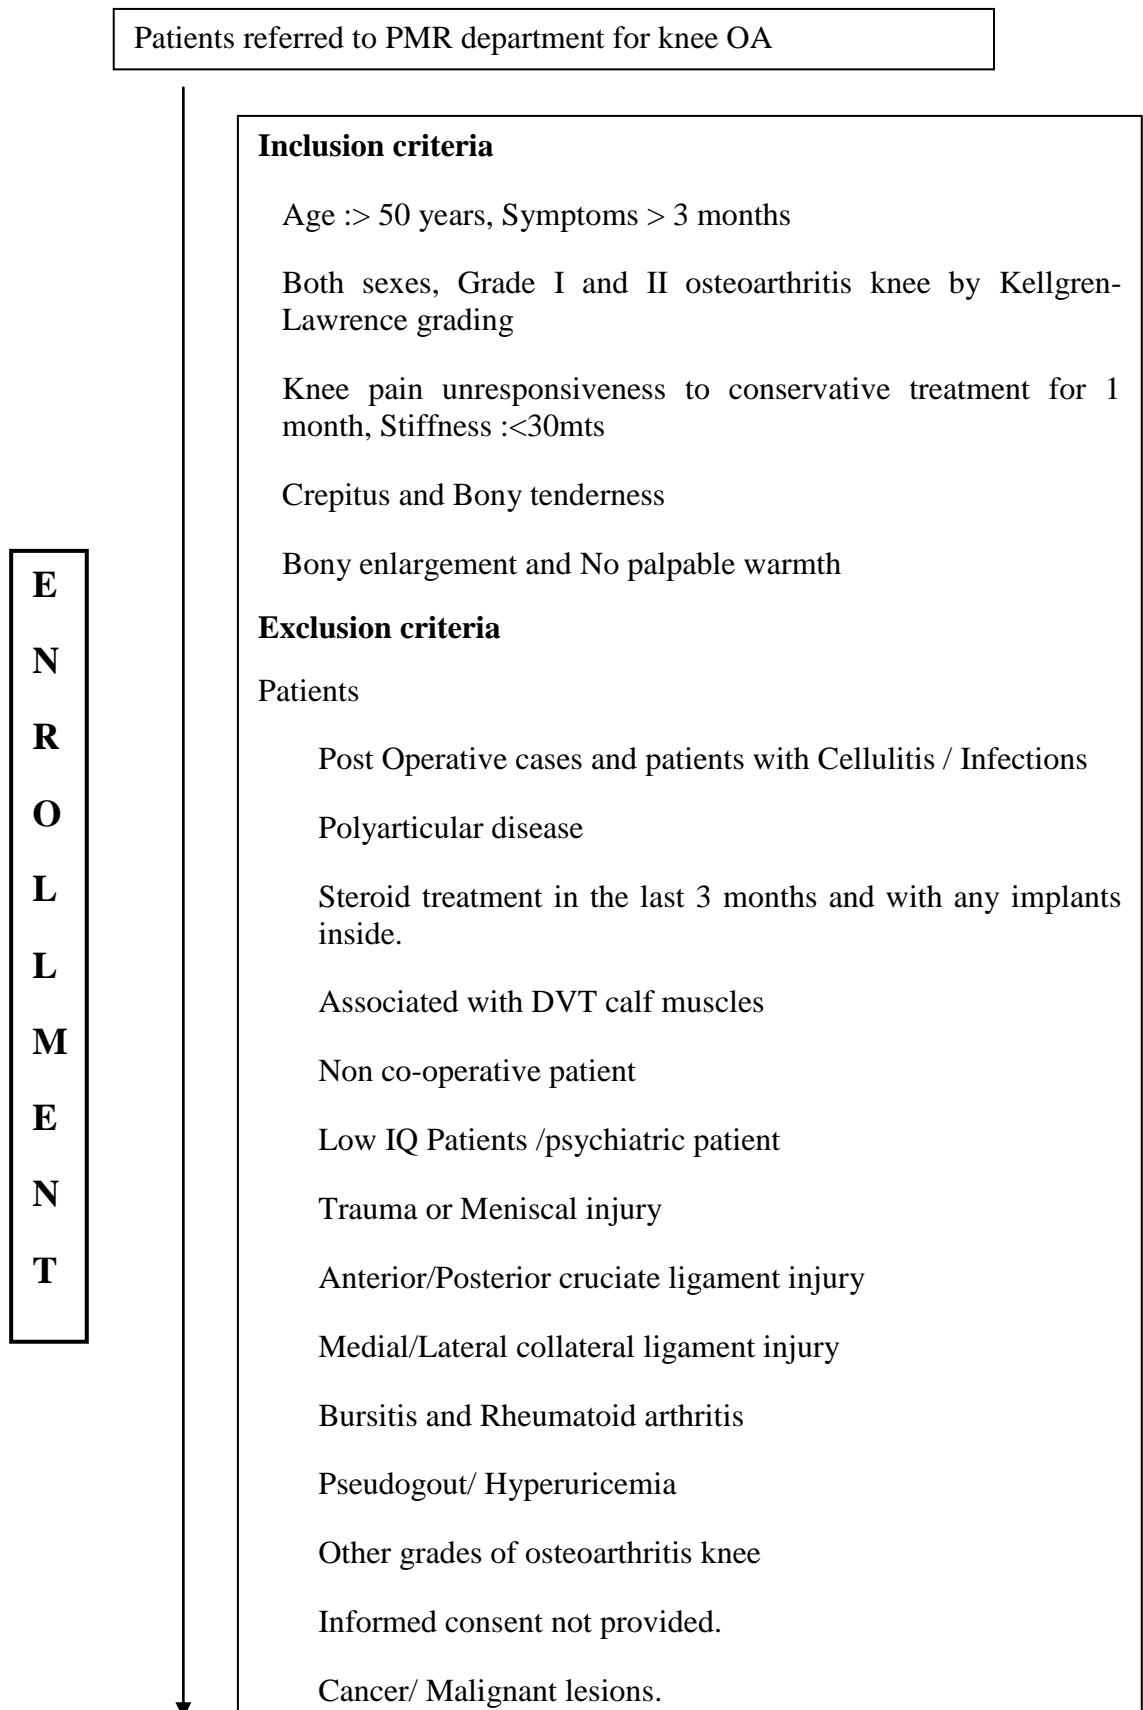 Patients referred to PMR department for knee OA
Inclusion criteria
Age :> 50 years, Symptoms > 3 months
Both sexes, Grade I and II osteoarthritis knee by Kellgren-
Lawrence grading
Knee pain unresponsiveness to conservative treatment for 1
month, Stiffness :<30mts
Crepitus and Bony tenderness
Bony enlargement and No palpable warmth
Exclusion criteria
Patients
Post Operative cases and patients with Cellulitis / Infections
Polyarticular disease
Steroid treatment in the last 3 months and with any implants
inside.
Associated with DVT calf muscles
Non co-operative patient
Low IQ Patients /psychiatric patient
Trauma or Meniscal injury
Anterior/Posterior cruciate ligament injury
Medial/Lateral collateral ligament injury
Bursitis and Rheumatoid arthritis
Pseudogout/ Hyperuricemia
Other grades of osteoarthritis knee
Informed consent not provided.
Cancer/ Malignant lesions.
E
N
R
O
L
L
M
E
N
T